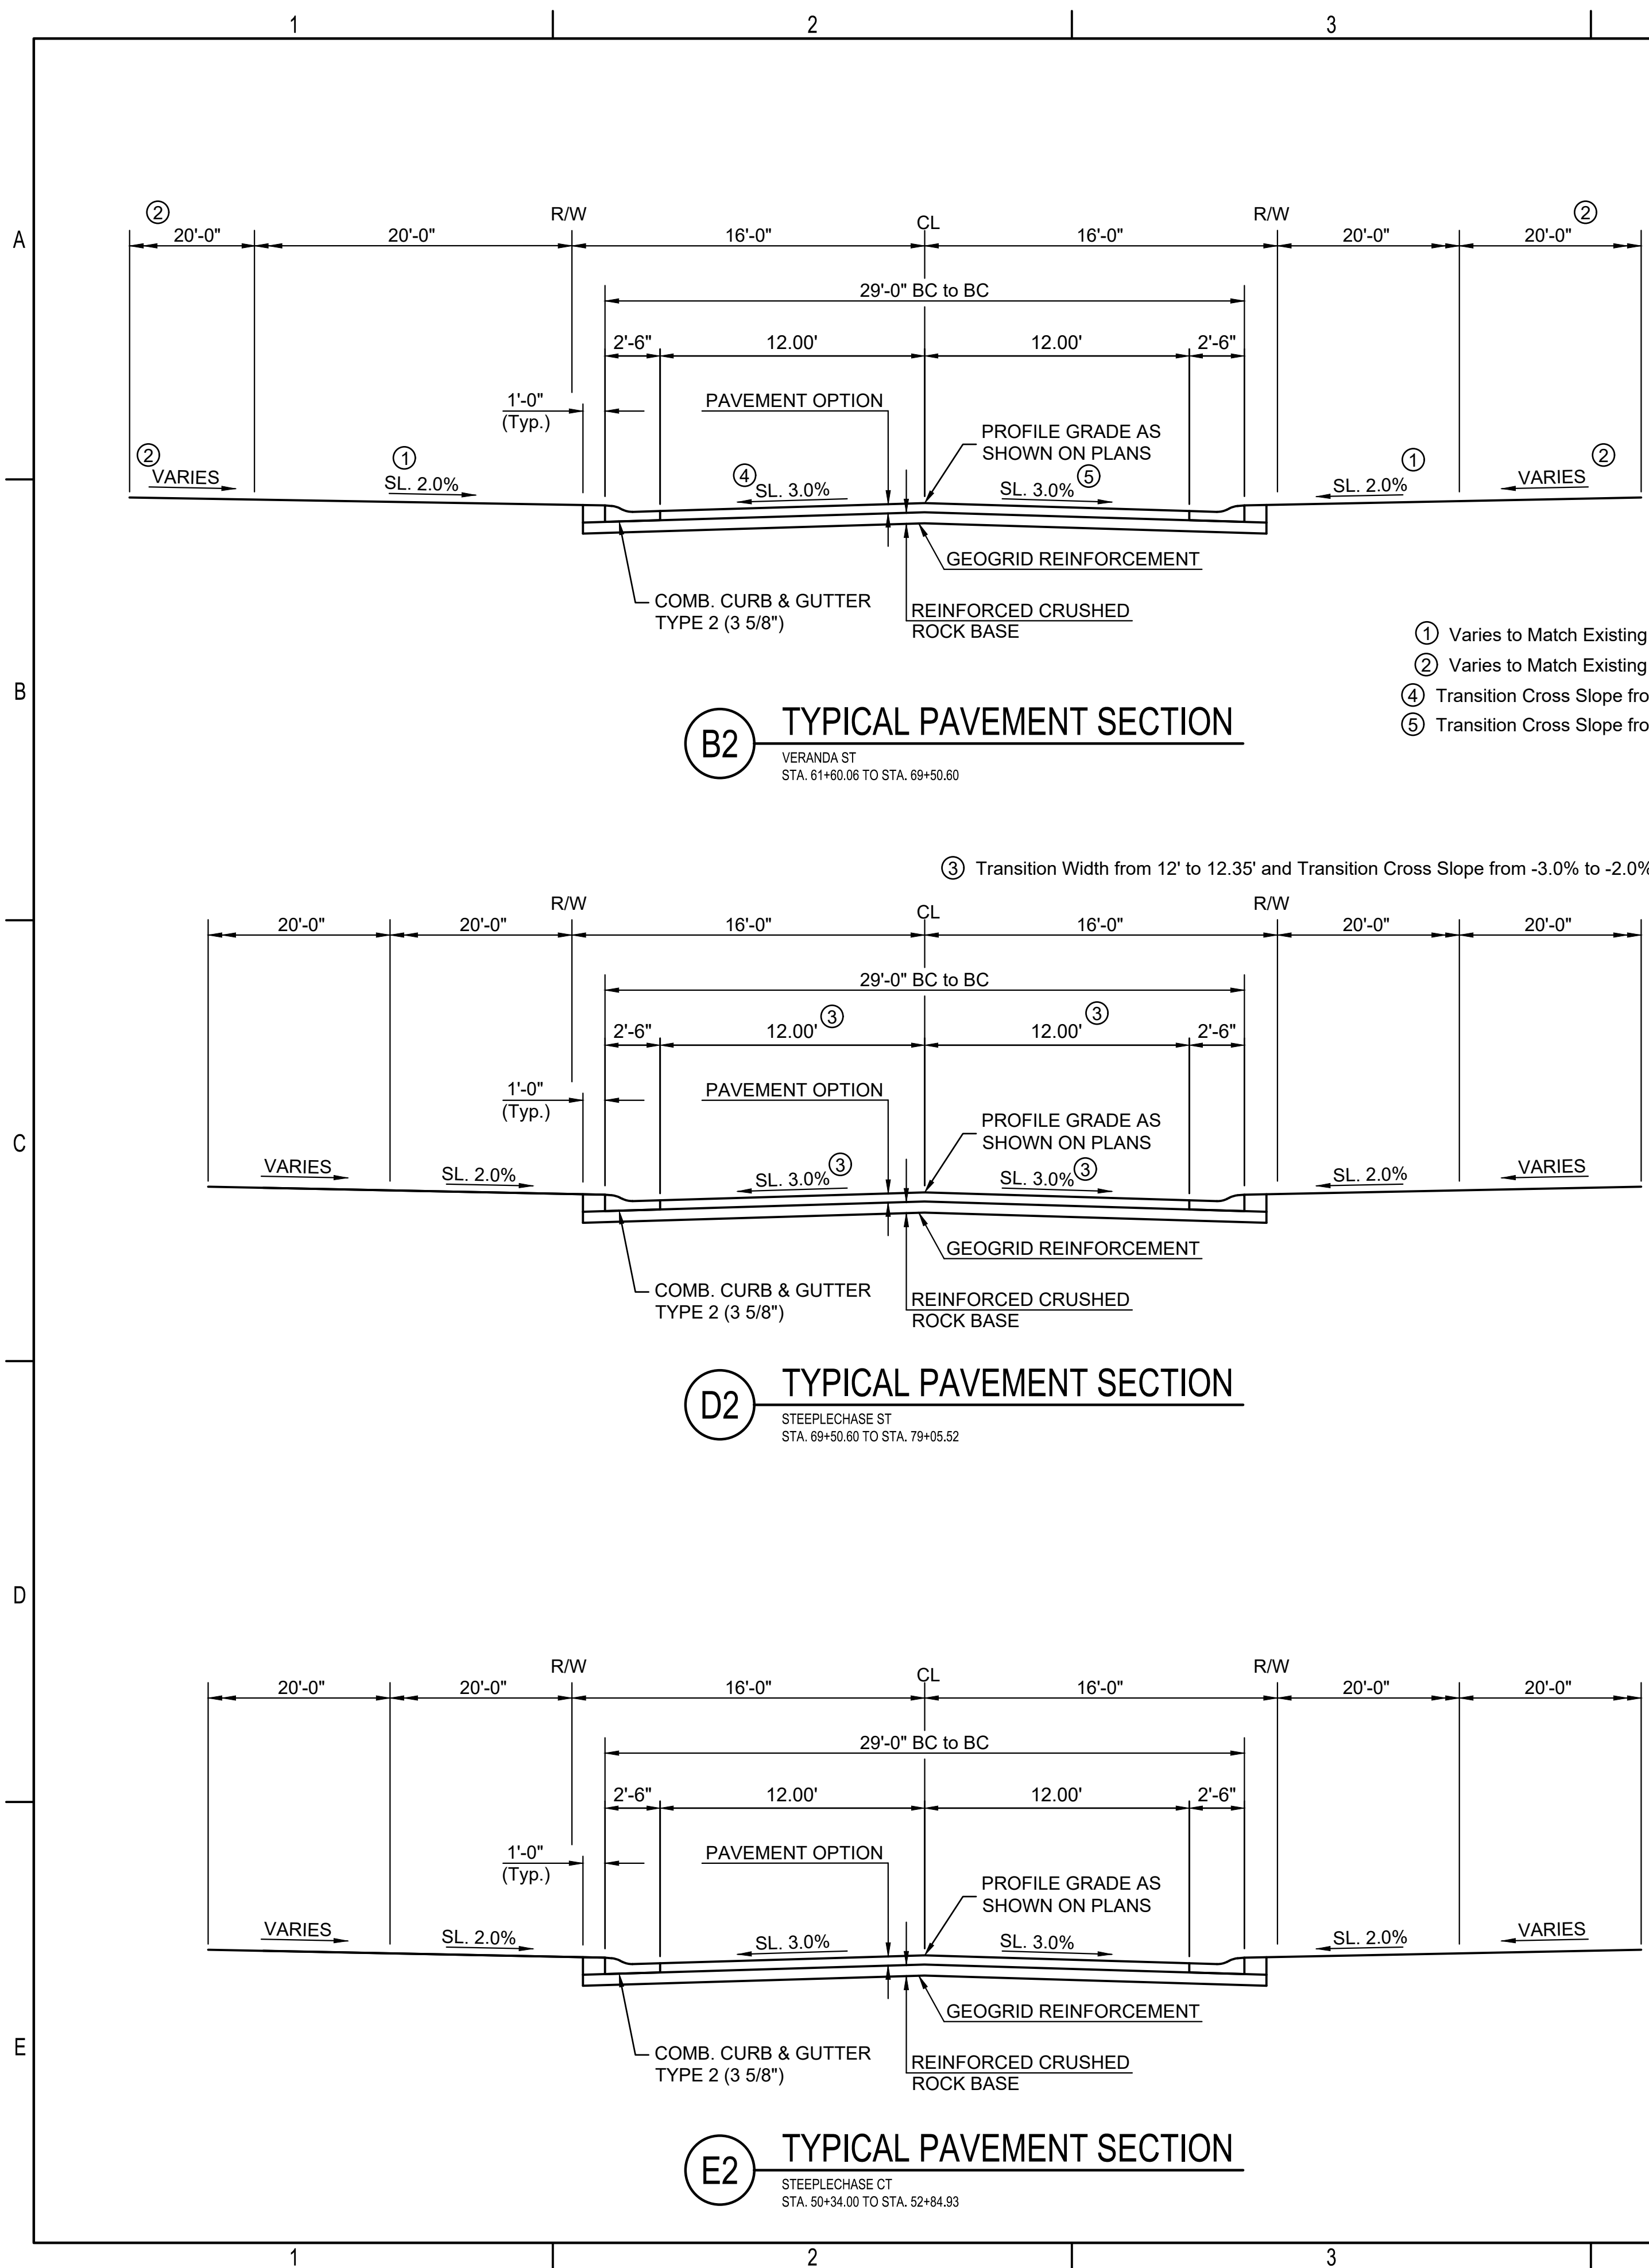 1 2 3
A
R/W CL R/W
② ②
20'-0" 20'-0" 16'-0" 16'-0" 20'-0" 20'-0"
29'-0" BC to BC
2'-6" 12.00' 12.00' 2'-6"
1'-0"
(Typ.)
PAVEMENT OPTION
PROFILE GRADE AS
SHOWN ON PLANS
② VARIES
① SL. 2.0%
④ SL. 3.0%
SL. 3.0% ⑤
① SL. 2.0%
VARIES ②
GEOGRID REINFORCEMENT
COMB. CURB & GUTTER
TYPE 2 (3 5/8")
REINFORCED CRUSHED
ROCK BASE
① Varies to Match Existing
② Varies to Match Existing
④ Transition Cross Slope fro
⑤ Transition Cross Slope fro
B
B2
TYPICAL PAVEMENT SECTION
VERANDA ST
STA. 61+60.06 TO STA. 69+50.60
③ Transition Width from 12' to 12.35' and Transition Cross Slope from -3.0% to -2.0%
R/W CL R/W
20'-0" 20'-0" 16'-0" 16'-0" 20'-0" 20'-0"
29'-0" BC to BC
2'-6" 12.00' ③ 12.00' ③ 2'-6"
1'-0"
(Typ.)
PAVEMENT OPTION
PROFILE GRADE AS
SHOWN ON PLANS
C
VARIES
SL. 2.0%
SL. 3.0% ③
SL. 3.0% ③
SL. 2.0%
VARIES
GEOGRID REINFORCEMENT
COMB. CURB & GUTTER
TYPE 2 (3 5/8")
REINFORCED CRUSHED
ROCK BASE
D2
TYPICAL PAVEMENT SECTION
STEEPLECHASE ST
STA. 69+50.60 TO STA. 79+05.52
D
R/W CL R/W
20'-0" 20'-0" 16'-0" 16'-0" 20'-0" 20'-0"
29'-0" BC to BC
2'-6" 12.00' 12.00' 2'-6"
1'-0"
(Typ.)
PAVEMENT OPTION
PROFILE GRADE AS
SHOWN ON PLANS
VARIES
SL. 2.0%
SL. 3.0%
SL. 3.0%
SL. 2.0%
VARIES
GEOGRID REINFORCEMENT
E
COMB. CURB & GUTTER
TYPE 2 (3 5/8")
REINFORCED CRUSHED
ROCK BASE
E2
TYPICAL PAVEMENT SECTION
STEEPLECHASE CT
STA. 50+34.00 TO STA. 52+84.93
1 2 3